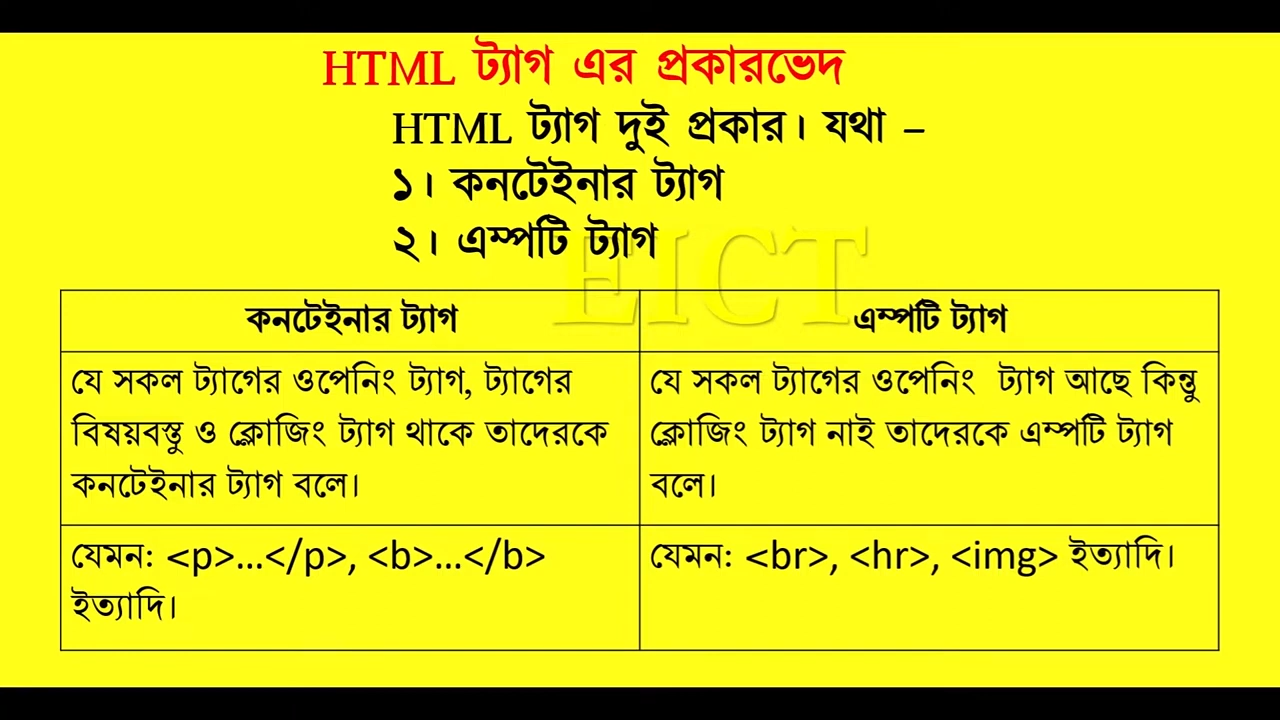 HTML ট্যাগ এর প্রকারভেদ
HTML ট্যাগ দুই প্রকার। যথা –
১। কনটেইনার ট্যাগ
২। এম্পটি ট্যাগ
EICT
কনটেইনার ট্যাগ
এম্পটি ট্যাগ
যে সকল ট্যাগের ওপেনিং ট্যাগ, ট্যাগের
বিষয়বস্তু ও ক্লোজিং ট্যাগ থাকে তাদেরকে
কনটেইনার ট্যাগ বলে।
যে সকল ট্যাগের ওপেনিং ট্যাগ আছে কিন্তু
ক্লোজিং ট্যাগ নাই তাদেরকে এম্পটি ট্যাগ
বলে।
যেমন: <p>...</p>, <b>...</b>
ইত্যাদি।
যেমন: <br>, <hr>, <img> ইত্যাদি।